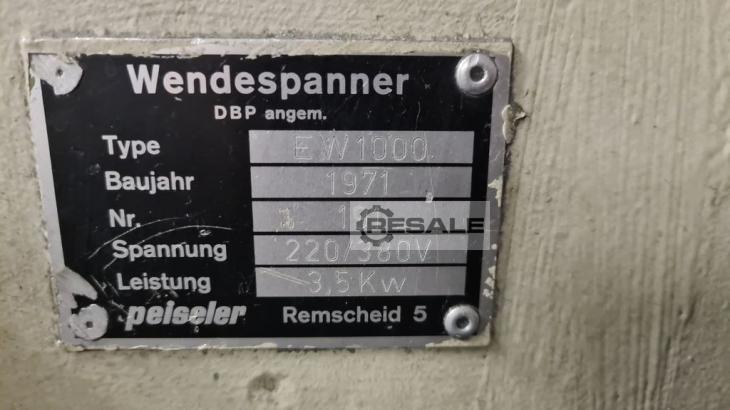 Wendespanner
DBP angem.
Type EW1000
Baujahr 1971
Nr.
RESALE
Spannung 220/380V
Leistung 3,5Kw
peiseler Remscheid 5